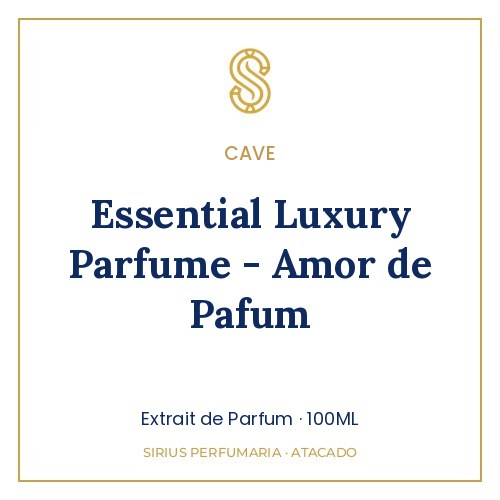 CAVE
Essential Luxury
Parfume - Amor de
Pafum
Extrait de Parfum · 100ML
SIRIUS PERFUMARIA · ATACADO